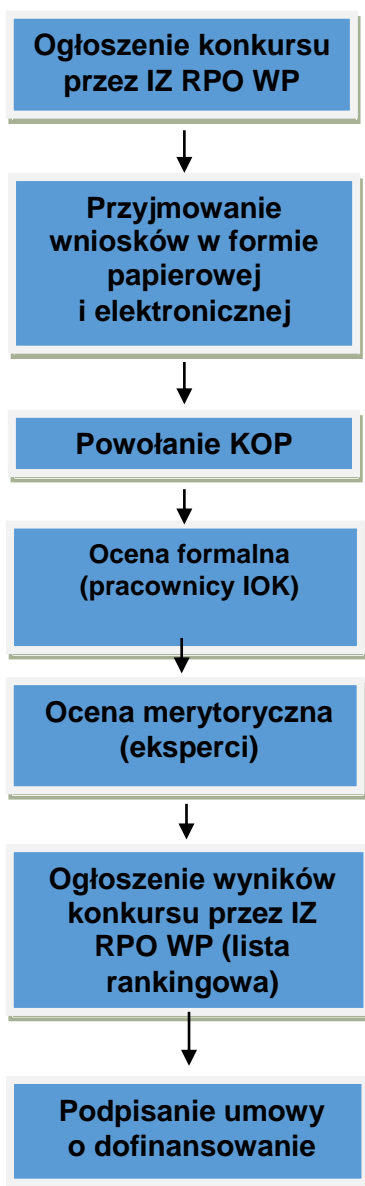 Ogłoszenie konkursu
przez IZ RPO WP
Przyjmowanie
wniosków w formie
papierowej
i elektronicznej
Powołanie KOP
Ocena formalna
(pracownicy IOK)
Ocena merytoryczna
(eksperci)
Ogłoszenie wyników
konkursu przez IZ
RPO WP (lista
rankingowa)
Podpisanie umowy
o dofinansowanie